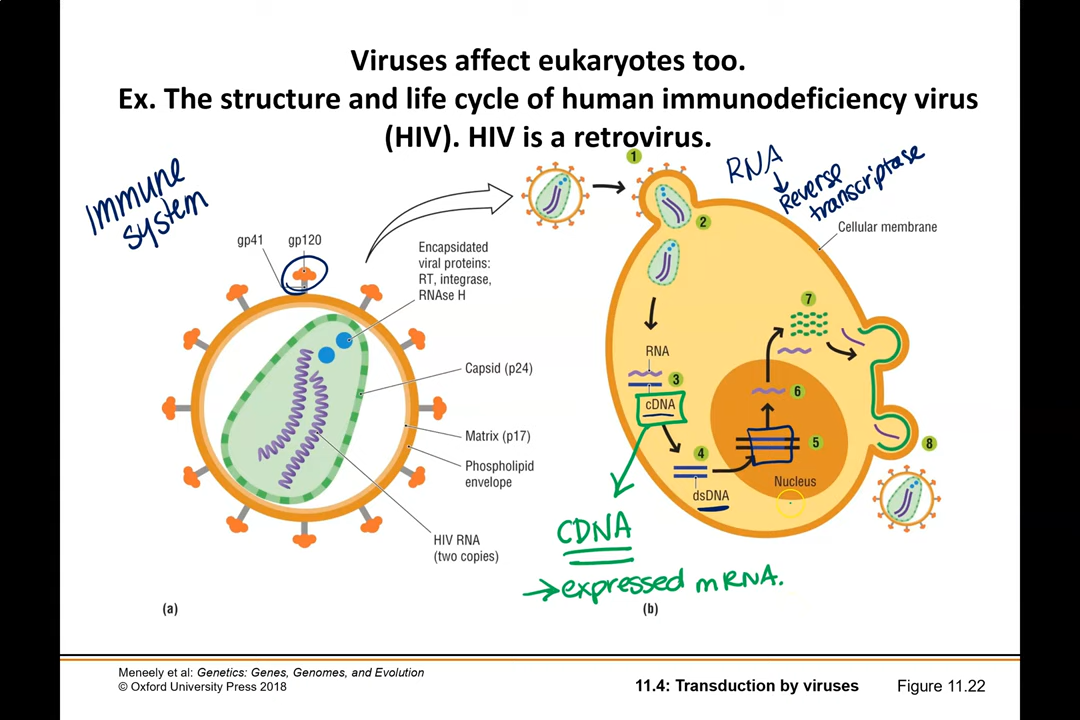 Viruses affect eukaryotes too.
Ex. The structure and life cycle of human immunodeficiency virus
(HIV). HIV is a retrovirus.
Immune
system
gp41
gp120
Encapsidated
viral proteins:
RT, integrase,
RNAse H
Capsid (p24)
Matrix (p17)
Phospholipid
envelope
HIV RNA
(two copies)
(a)
1
RNA
Reverse
transcriptase
2
Cellular membrane
7
RNA
3
cDNA
6
4
5
8
dsDNA
Nucleus
CDNA
→ expressed mRNA.
(b)
Meneely et al: Genetics: Genes, Genomes, and Evolution
© Oxford University Press 2018
11.4: Transduction by viruses
Figure 11.22